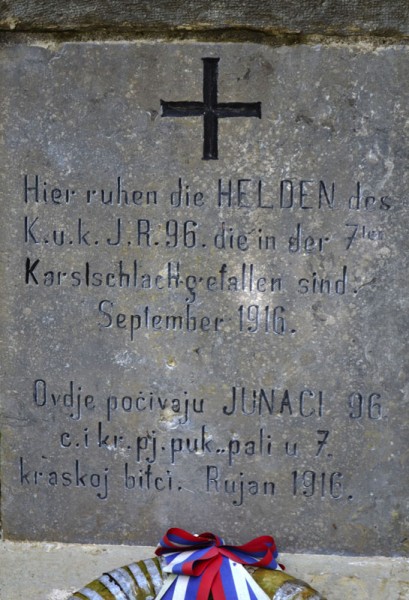 Hier ruhen die HELDEN des
K.u.k. J.R. 96. die in der 7ten
Karstschlacht gefallen sind.
September 1916.
Ovdje počivaju JUNACI 96.
c.i kr. pj. puk..pali u 7.
kraskoj bitci. Rujan 1916.